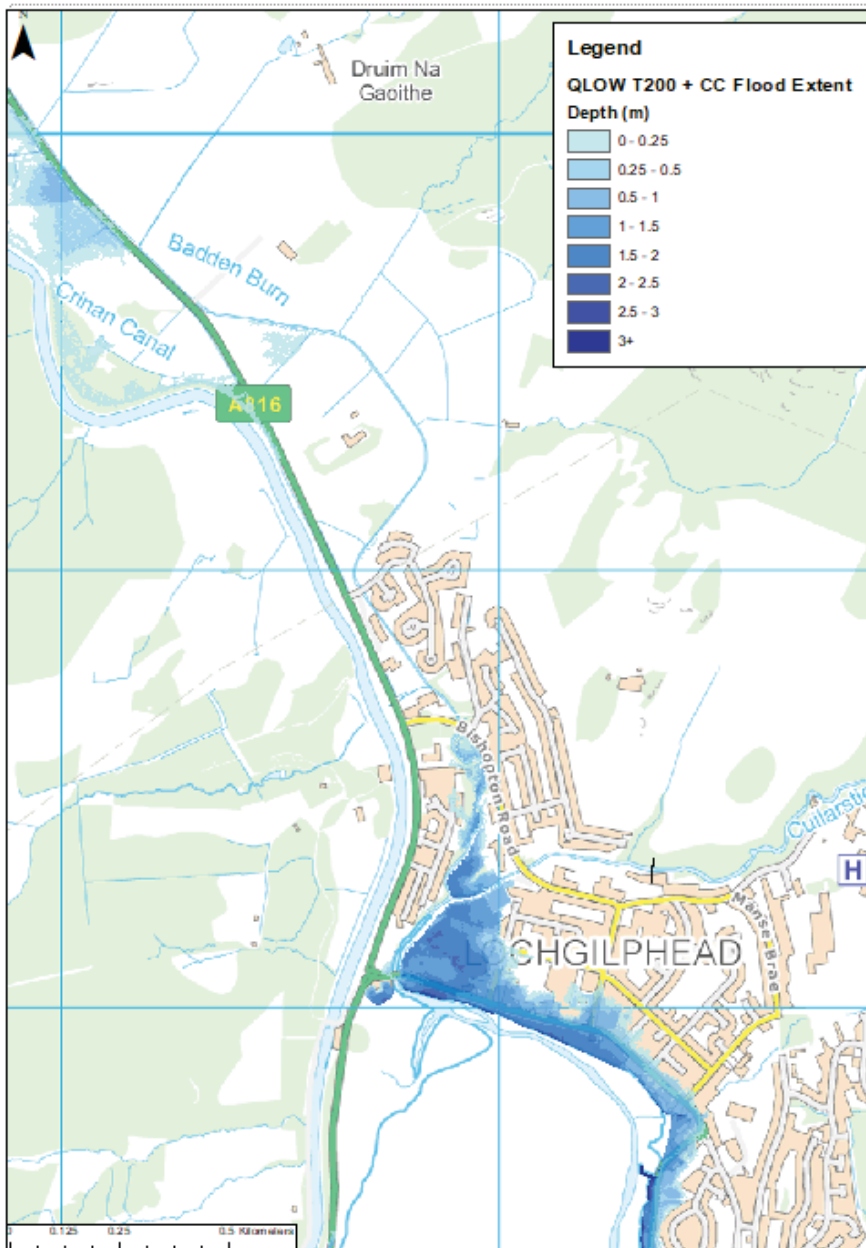 N
Druim Na
Gaoithe
Legend
QLOW T200 + CC Flood Extent
Depth (m)
0 - 0.25
0.25 - 0.5
0.5 - 1
1 - 1.5
1.5 - 2
2 - 2.5
2.5 - 3
3+
Badden Burn
Crinan Canal
A816
Bishopton Road
Cuilarstic
H
Manse Brae
LOCHGILPHEAD
0 0.125 0.25 0.5 Kilometers